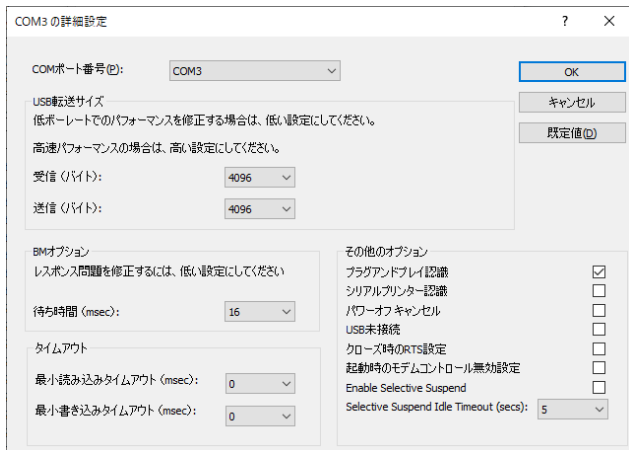 COM3 の詳細設定
? ×
COMポート番号(P): COM3
OK
キャンセル
既定値(D)
USB転送サイズ
低ボーレートでのパフォーマンスを修正する場合は、低い設定にしてください。
高速パフォーマンスの場合は、高い設定にしてください。
受信 (バイト): 4096
送信 (バイト): 4096
BMオプション
レスポンス問題を修正するには、低い設定にしてください
待ち時間 (msec): 16
タイムアウト
最小読み込みタイムアウト (msec): 0
最小書き込みタイムアウト (msec): 0
その他のオプション
プラグアンドプレイ認識
シリアルプリンター認識
パワーオフ キャンセル
USB未接続
クローズ時のRTS設定
起動時のモデムコントロール無効設定
Enable Selective Suspend
Selective Suspend Idle Timeout (secs): 5